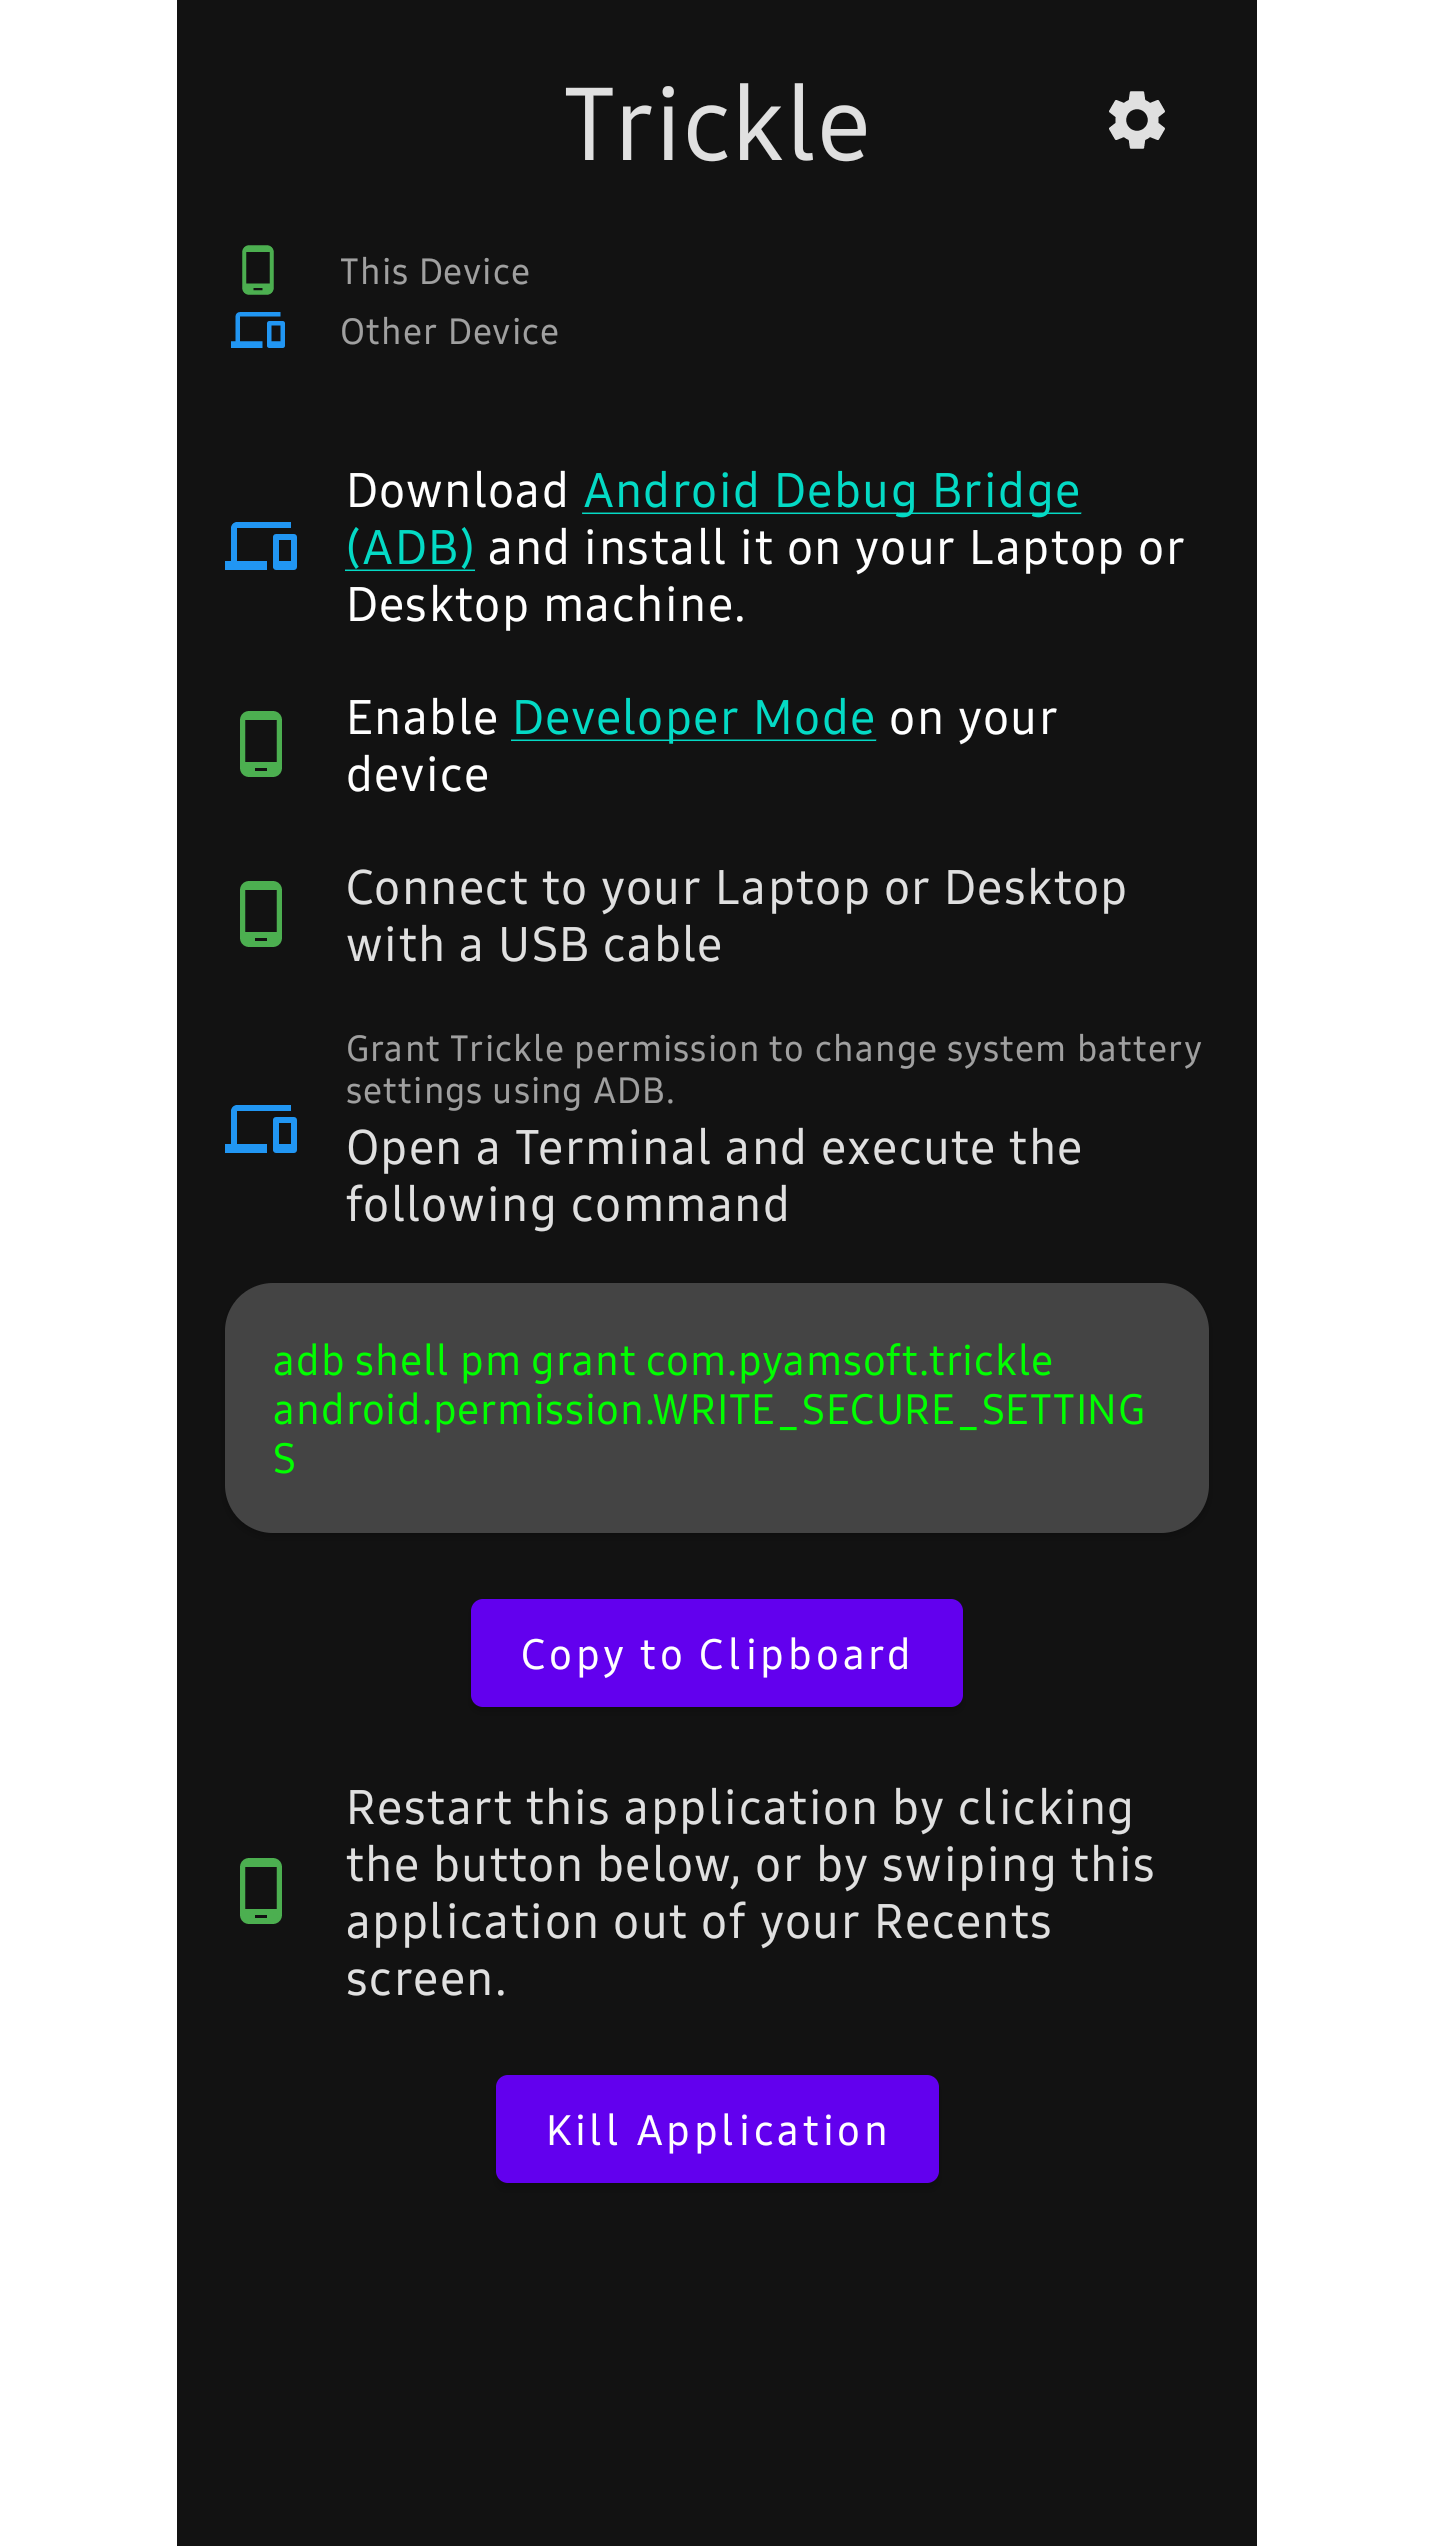 Trickle
This Device
Other Device
Download Android Debug Bridge
(ADB) and install it on your Laptop or
Desktop machine.
Enable Developer Mode on your
device
Connect to your Laptop or Desktop
with a USB cable
Grant Trickle permission to change system battery
settings using ADB.
Open a Terminal and execute the
following command
adb shell pm grant com.pyamsoft.trickle
android.permission.WRITE_SECURE_SETTING
S
Copy to Clipboard
Restart this application by clicking
the button below, or by swiping this
application out of your Recents
screen.
Kill Application